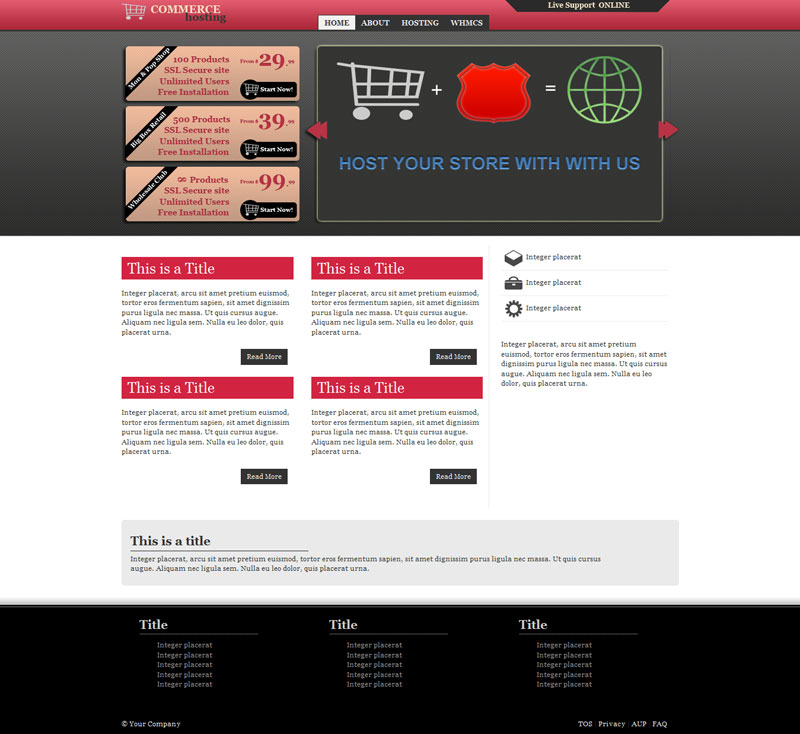 COMMERCE
hosting
Live Support ONLINE
HOME ABOUT HOSTING WHMCS
Mom & Pop Shop
100 Products
SSL Secure site
Unlimited Users
Free Installation
From $ 29.99
Start Now!
Big Box Retail
500 Products
SSL Secure site
Unlimited Users
Free Installation
From $ 39.99
Start Now!
Wholesale Club
∞ Products
SSL Secure site
Unlimited Users
Free Installation
From $ 99.99
Start Now!
+ =
HOST YOUR STORE WITH WITH US
This is a Title
Integer placerat, arcu sit amet pretium euismod,
tortor eros fermentum sapien, sit amet dignissim
purus ligula nec massa. Ut quis cursus augue.
Aliquam nec ligula sem. Nulla eu leo dolor, quis
placerat urna.
Read More
This is a Title
Integer placerat, arcu sit amet pretium euismod,
tortor eros fermentum sapien, sit amet dignissim
purus ligula nec massa. Ut quis cursus augue.
Aliquam nec ligula sem. Nulla eu leo dolor, quis
placerat urna.
Read More
This is a Title
Integer placerat, arcu sit amet pretium euismod,
tortor eros fermentum sapien, sit amet dignissim
purus ligula nec massa. Ut quis cursus augue.
Aliquam nec ligula sem. Nulla eu leo dolor, quis
placerat urna.
Read More
This is a Title
Integer placerat, arcu sit amet pretium euismod,
tortor eros fermentum sapien, sit amet dignissim
purus ligula nec massa. Ut quis cursus augue.
Aliquam nec ligula sem. Nulla eu leo dolor, quis
placerat urna.
Read More
Integer placerat
Integer placerat
Integer placerat
Integer placerat, arcu sit amet pretium
euismod, tortor eros fermentum sapien, sit amet
dignissim purus ligula nec massa. Ut quis cursus
augue. Aliquam nec ligula sem. Nulla eu leo
dolor, quis placerat urna.
This is a title
Integer placerat, arcu sit amet pretium euismod, tortor eros fermentum sapien, sit amet dignissim purus ligula nec massa. Ut quis cursus
augue. Aliquam nec ligula sem. Nulla eu leo dolor, quis placerat urna.
Title
Integer placerat
Integer placerat
Integer placerat
Integer placerat
Integer placerat
Title
Integer placerat
Integer placerat
Integer placerat
Integer placerat
Integer placerat
Title
Integer placerat
Integer placerat
Integer placerat
Integer placerat
Integer placerat
© Your Company
TOS Privacy AUP FAQ